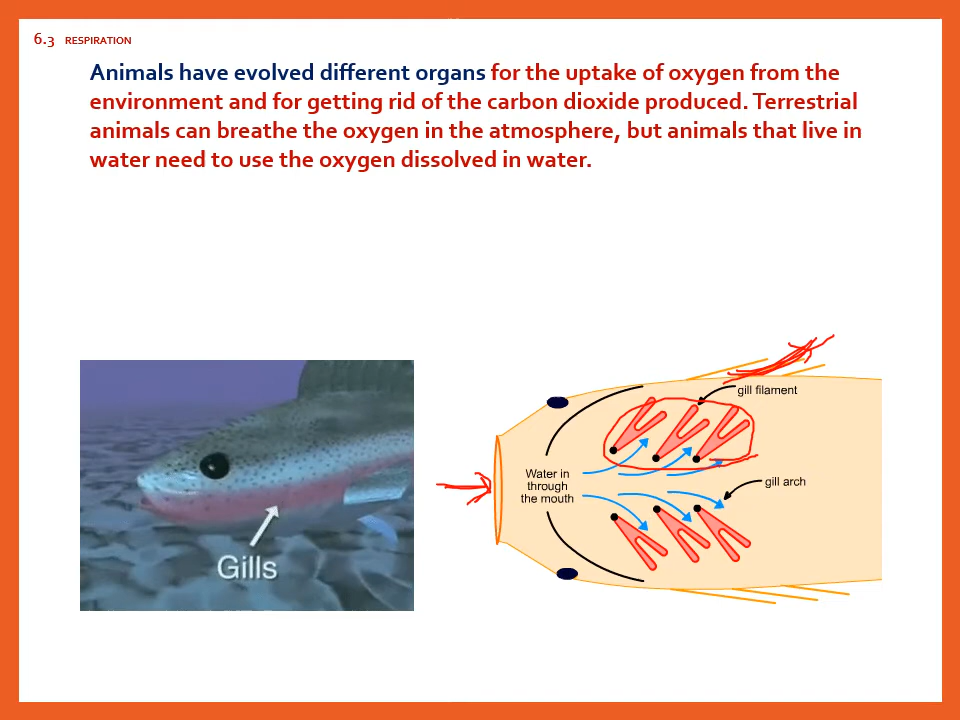 6.3 RESPIRATION
Animals have evolved different organs for the uptake of oxygen from the
environment and for getting rid of the carbon dioxide produced. Terrestrial
animals can breathe the oxygen in the atmosphere, but animals that live in
water need to use the oxygen dissolved in water.
Gills
gill filament
Water in
through
the mouth
gill arch